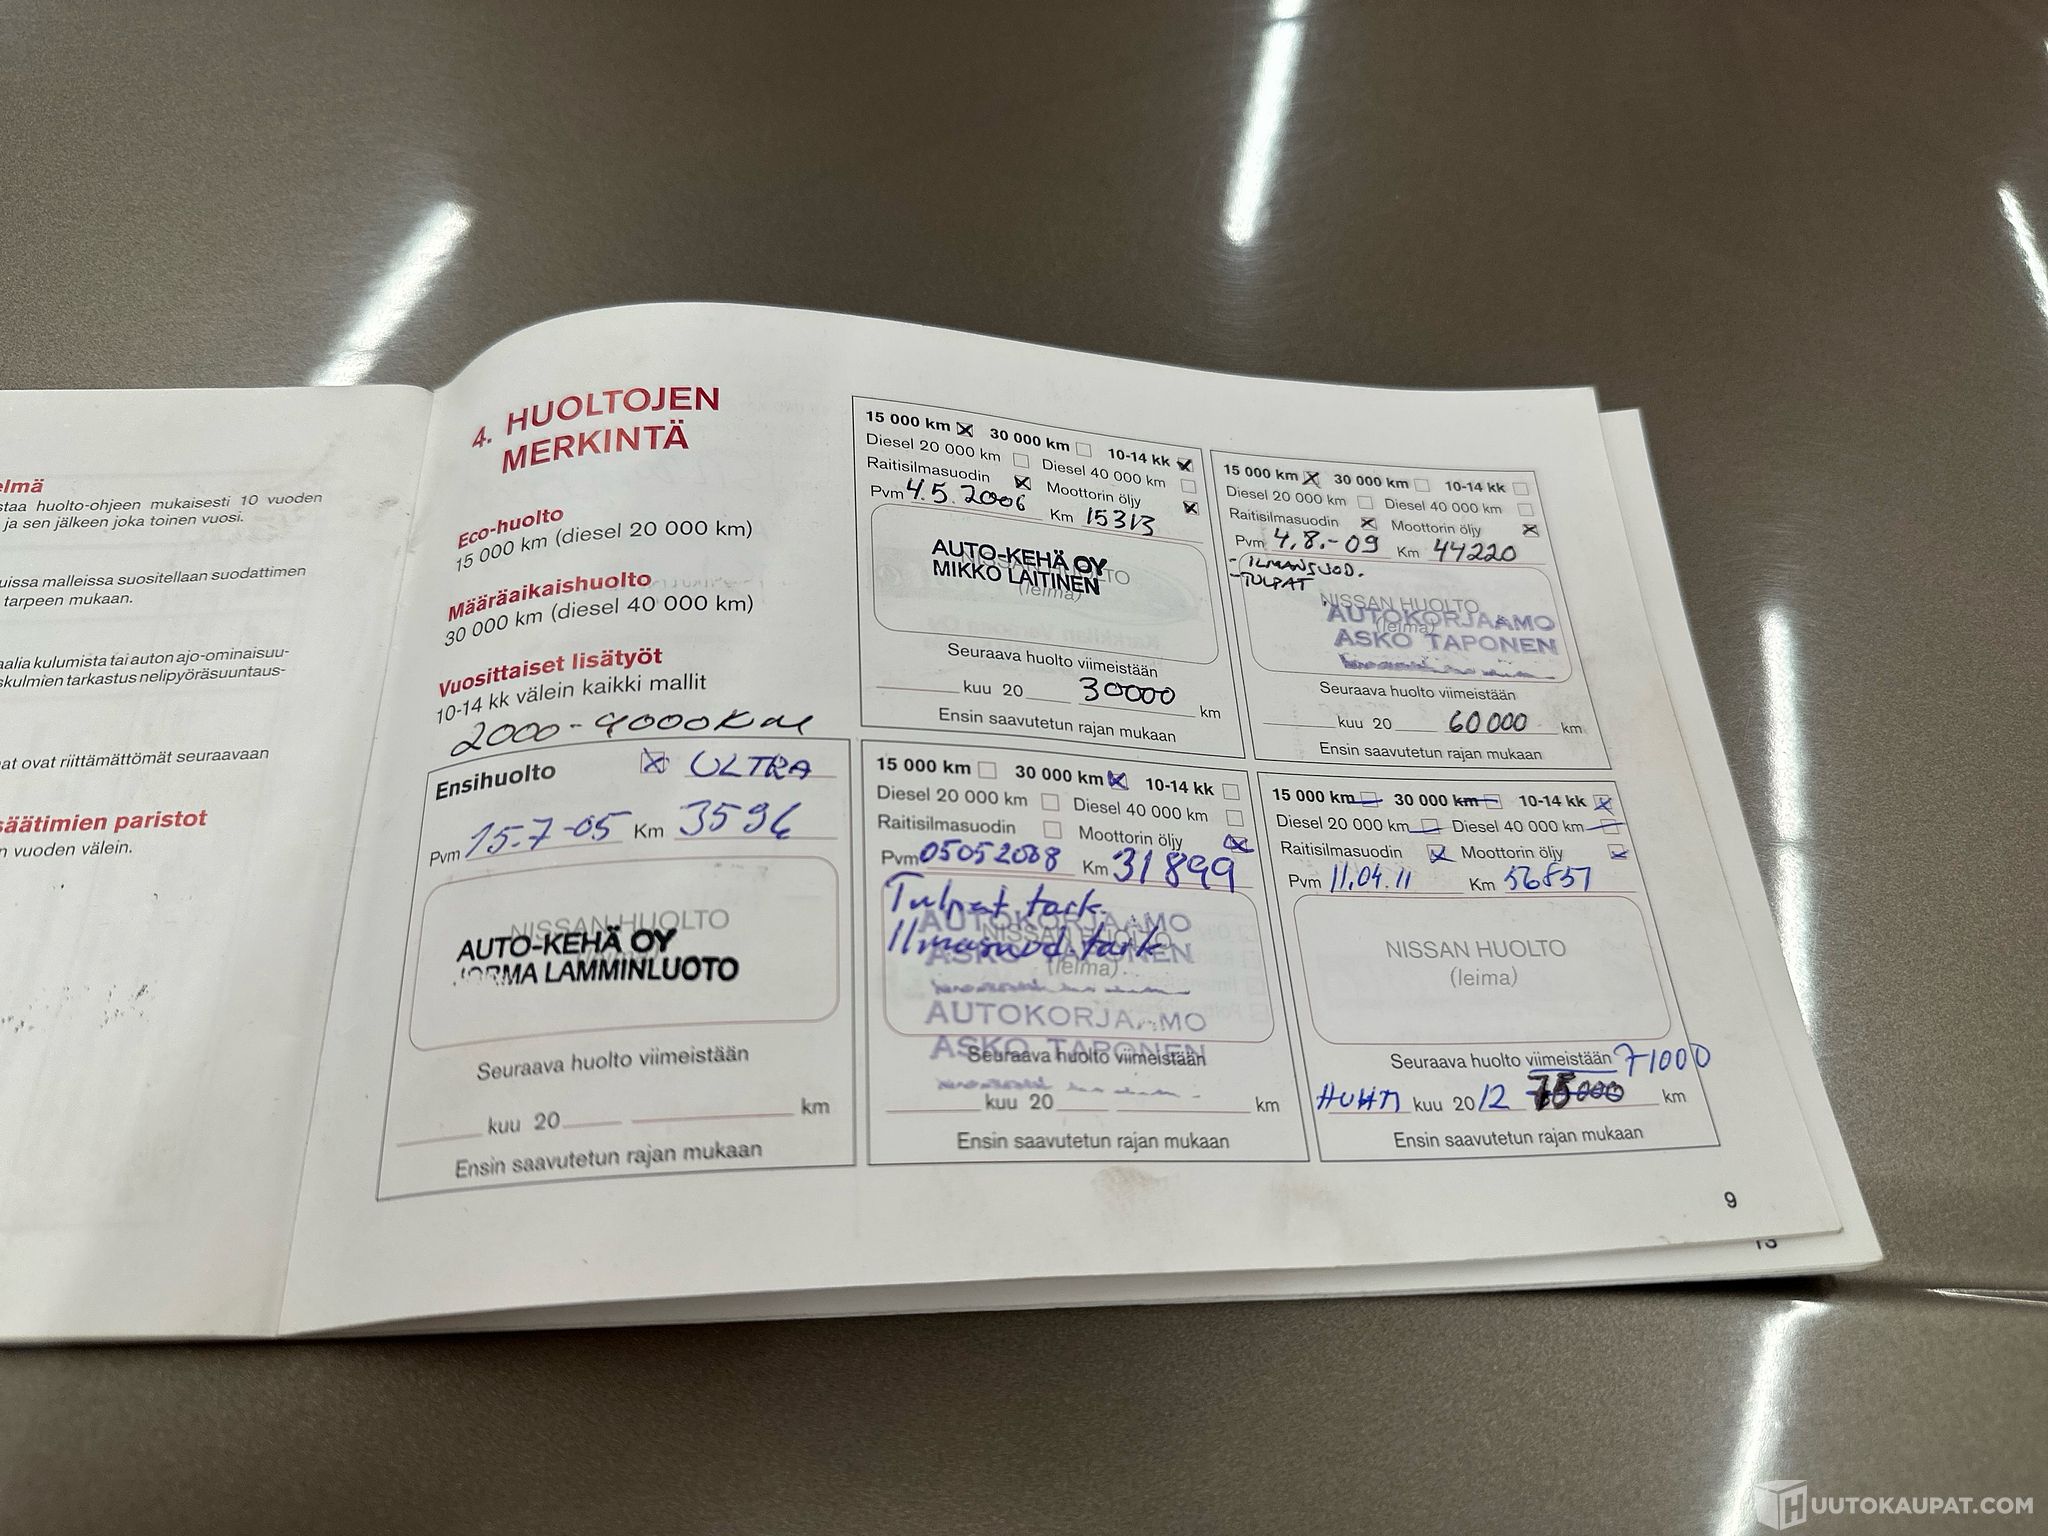 elmä
staa huolto-ohjeen mukaisesti 10 vuoden
ja sen jälkeen joka toinen vuosi.
uissa malleissa suositellaan suodattimen
tarpeen mukaan.
aalia kulumista tai auton ajo-ominaisuu-
skulmien tarkastus nelipyöräsuuntaus-
at ovat riittämättömät seuraavaan
säätimien paristot
n vuoden välein.
4. HUOLTOJEN
MERKINTÄ
Eco-huolto
15 000 km (diesel 20 000 km)
Määräaikaishuolto
30 000 km (diesel 40 000 km)
Vuosittaiset lisätyöt
10-14 kk välein kaikki mallit
2000-4000KM
Ensihuolto ULTRA
Pvm 15.7-05 Km 3596
NISSAN HUOLTO
(leima)
AUTO-KEHÄ OY
JORMA LAMMINLUOTO
Seuraava huolto viimeistään
kuu 20 km
Ensin saavutetun rajan mukaan
15 000 km 30 000 km 10-14 kk
Diesel 20 000 km Diesel 40 000 km
Raitisilmasuodin Moottorin öljy
Pvm 4.5.2006 Km 15313
AUTO-KEHÄ OY
MIKKO LAITINEN
(leima)
Seuraava huolto viimeistään
kuu 20 30000 km
Ensin saavutetun rajan mukaan
15 000 km 30 000 km 10-14 kk
Diesel 20 000 km Diesel 40 000 km
Raitisilmasuodin Moottorin öljy
Pvm 4.8.-09 Km 44220
- ILMANSUOD.
- TULPAT
NISSAN HUOLTO
(leima)
AUTOKORJAAMO
ASKO TAPONEN
Seuraava huolto viimeistään
kuu 20 60000 km
Ensin saavutetun rajan mukaan
15 000 km 30 000 km 10-14 kk
Diesel 20 000 km Diesel 40 000 km
Raitisilmasuodin Moottorin öljy
Pvm 05052008 Km 31899
Tulpat tark.
Ilmasuod tark
AUTOKORJAAMO
NISSAN HUOLTO
ASKO TAPONEN
(leima)
AUTOKORJAAMO
ASKO TAPONEN
Seuraava huolto viimeistään
kuu 20 km
Ensin saavutetun rajan mukaan
15 000 km 30 000 km 10-14 kk
Diesel 20 000 km Diesel 40 000 km
Raitisilmasuodin Moottorin öljy
Pvm 11.04.11 Km 56857
NISSAN HUOLTO
(leima)
Seuraava huolto viimeistään 71000
HUHTI kuu 2012 75000 km
Ensin saavutetun rajan mukaan
9
13
HUUTOKAUPAT.COM